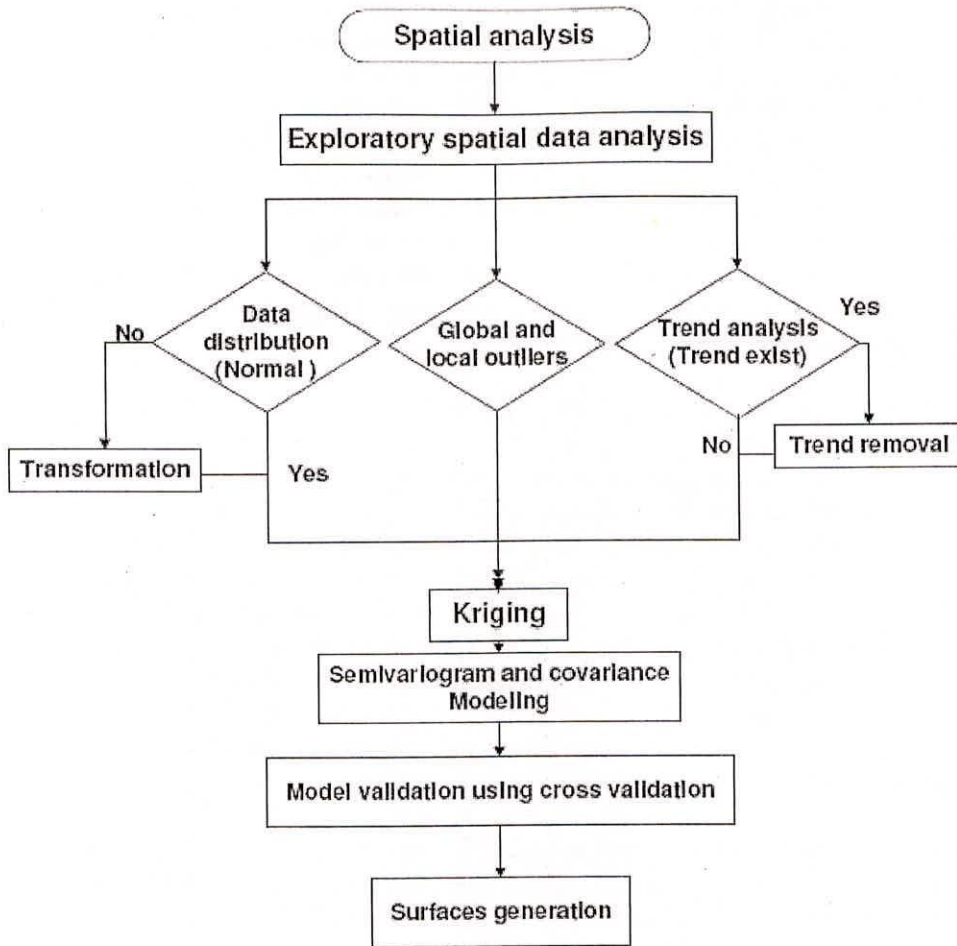 Spatial analysis
Exploratory spatial data analysis
Data
distribution
(Normal )
No
Yes
Global and
local outliers
Trend analysis
(Trend exist)
Yes
No
Transformation
Trend removal
Kriging
Semivariogram and covariance
Modeling
Model validation using cross validation
Surfaces generation